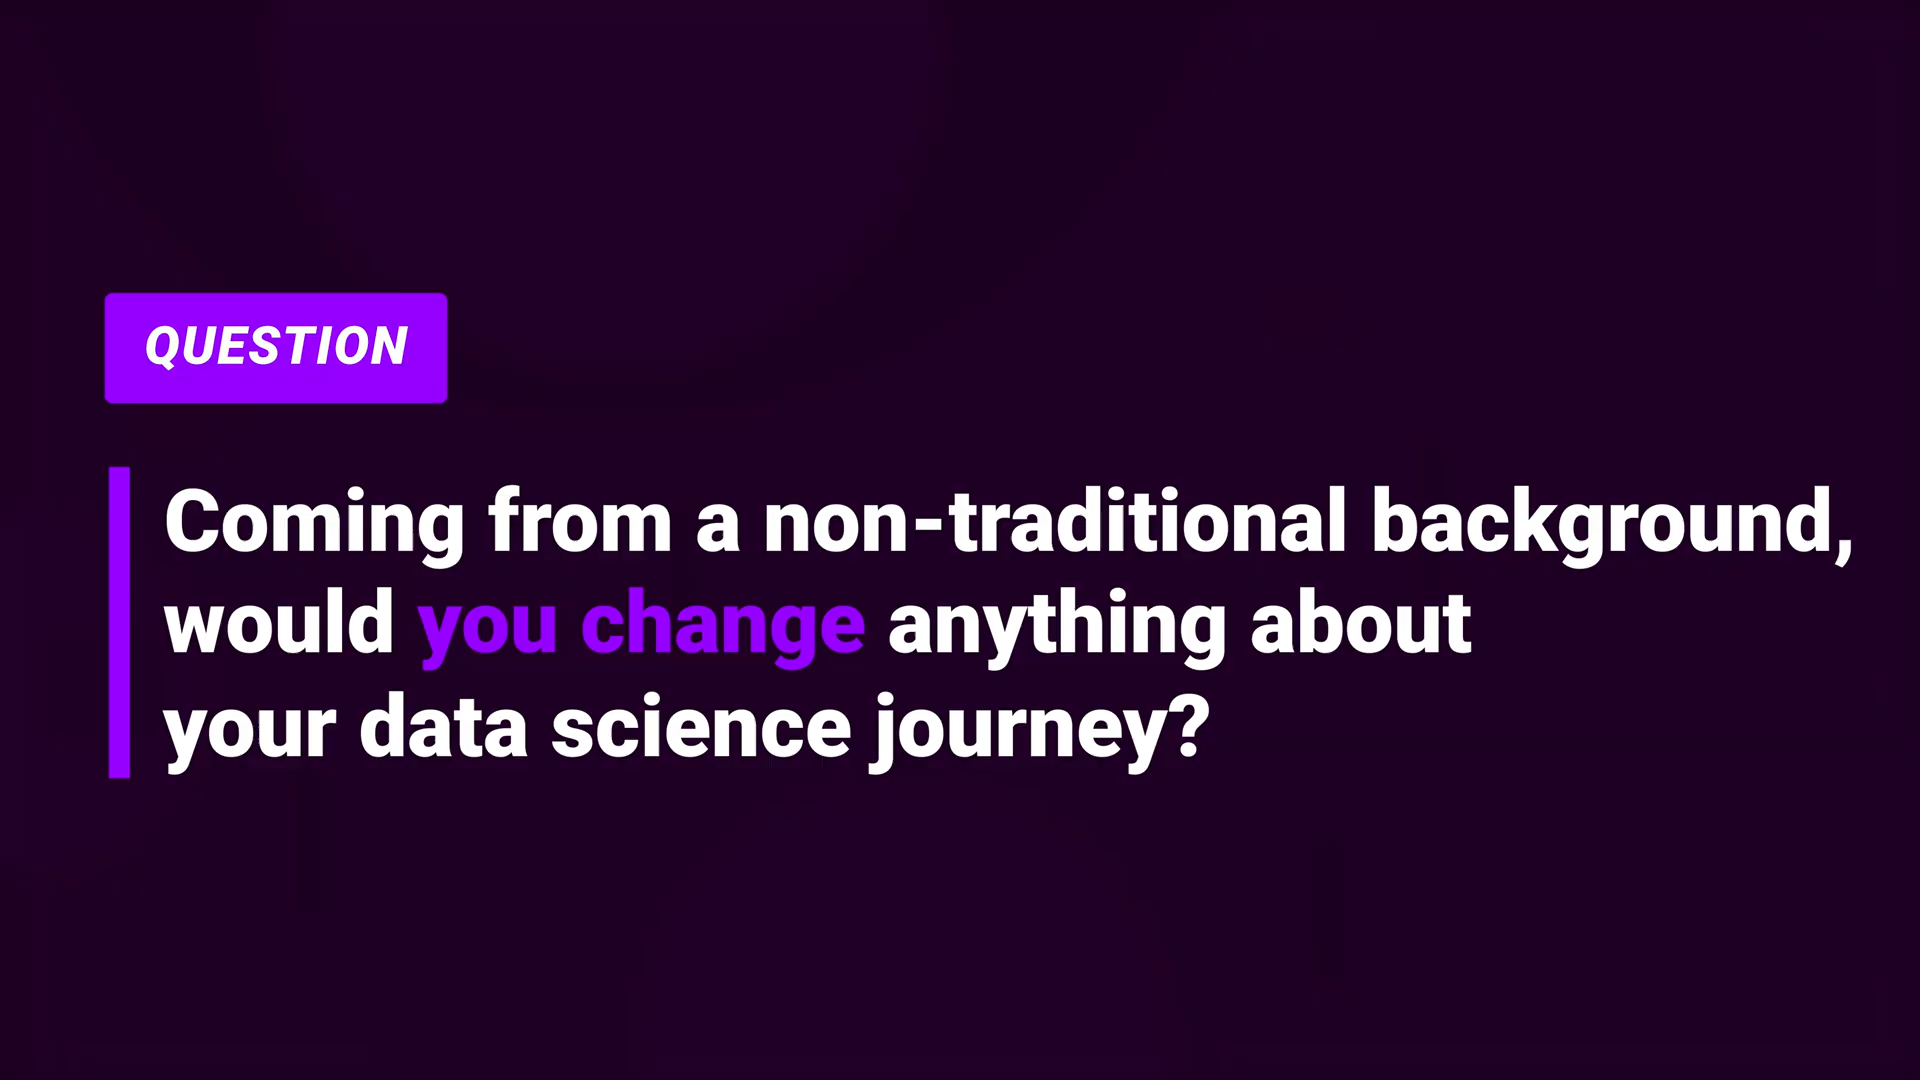 QUESTION
Coming from a non-traditional background,
would you change anything about
your data science journey?